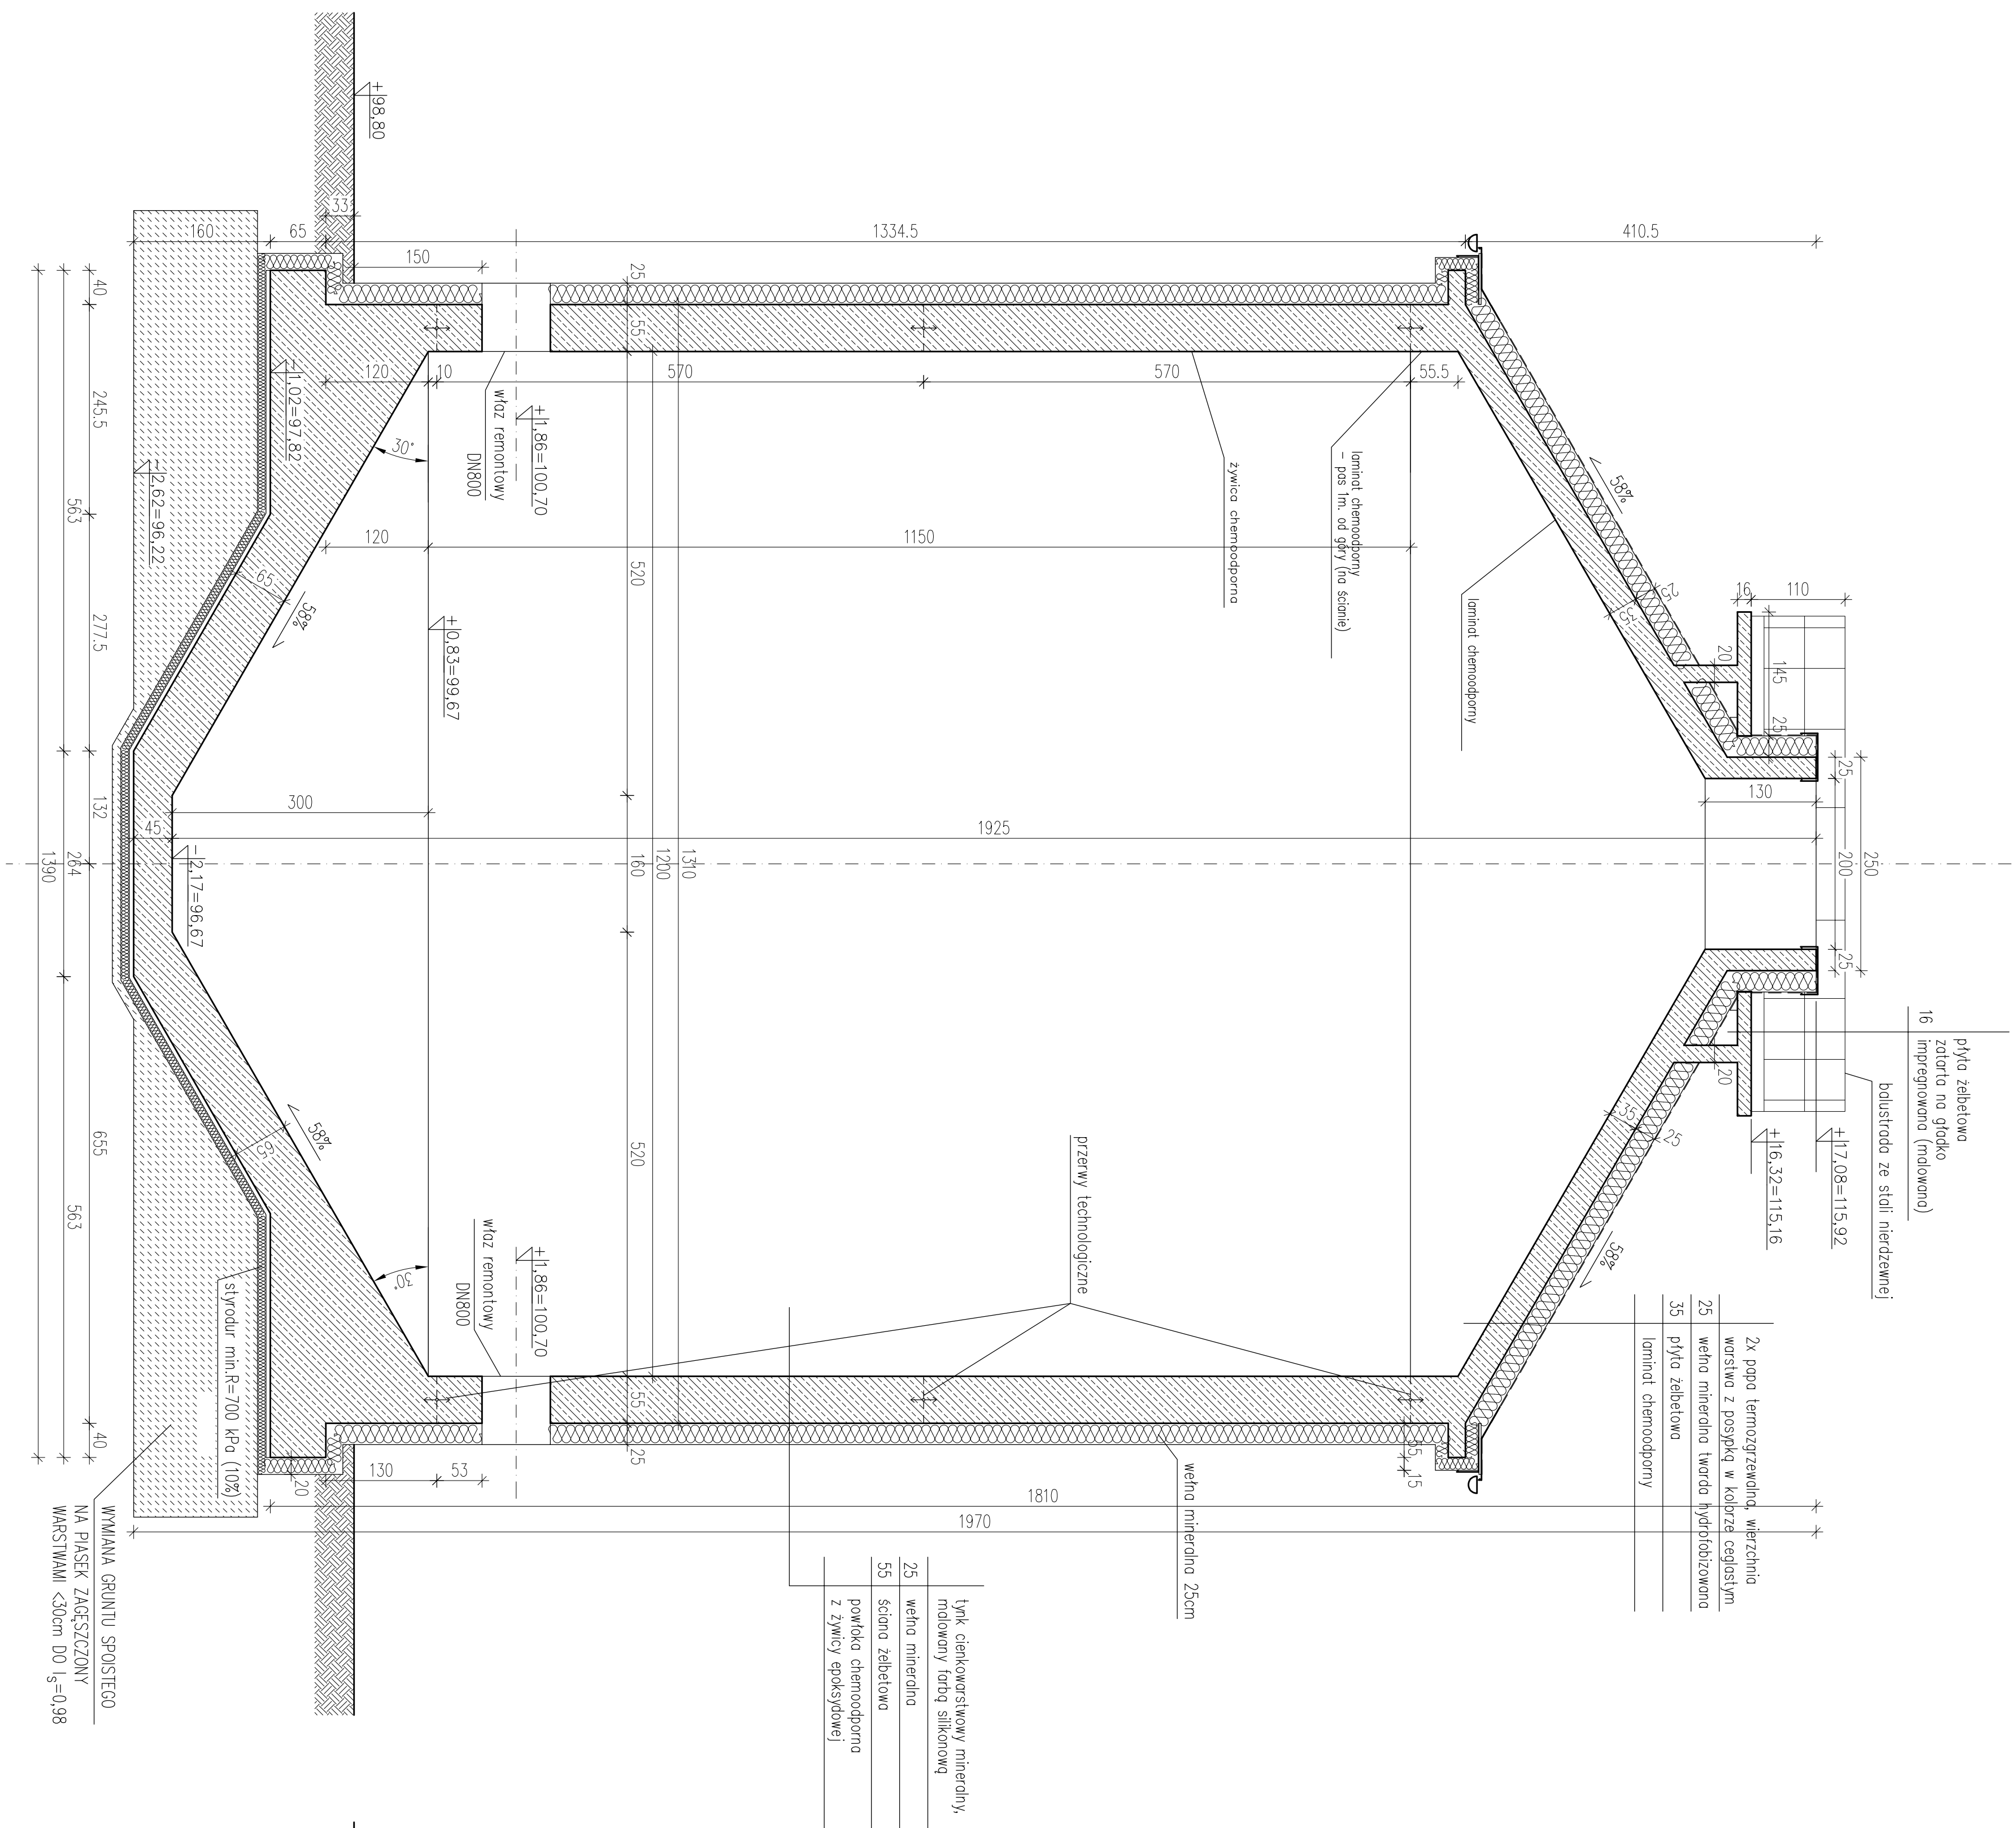 +98,80
33
160
65
1334.5
410.5
150
40
245.5
277.5
132
563
264
563
1390
655
40
25
55
120
10
570
570
55.5
-1,02=97,82
-2,62=96,22
30°
właz remontowy
DN800
+1,86=100,70
żywica chemoodporna
laminat chemoodporny
- pas 1m. od góry (na ścianie)
laminat chemoodporny
58%
25
35
16
110
20
145
25
25
130
250
200
25
65
58%
120
1150
520
+0,83=99,67
300
45
1925
160
1200
1310
-2,17=96,67
520
58%
65
30°
właz remontowy
DN800
+1,86=100,70
przerwy technologiczne
20
35
25
58%
16
płyta żelbetowa
zatarta na gładko
impregnowana (malowana)
balustrada ze stali nierdzewnej
+17,08=115,92
+16,32=115,16
2x papa termozgrzewalna, wierzchnia
warstwa z posypką w kolorze ceglastym
25 wełna mineralna twarda hydrofobizowana
35 płyta żelbetowa
laminat chemoodporny
55
25
55
15
130
53
20
1810
1970
styrodur min.R=700 kPa (10%)
wełna mineralna 25cm
tynk cienkowarstwowy mineralny,
malowany farbą silikonową
25 wełna mineralna
55 ściana żelbetowa
powłoka chemoodporna
z żywicy epoksydowej
WYMIANA GRUNTU SPOISTEGO
NA PIASEK ZAGĘSZCZONY
WARSTWAMI <30cm DO IS=0,98